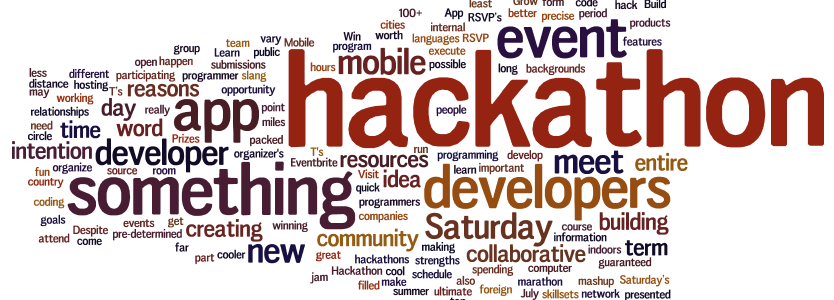 least Grow form code hack Build
100+ App RSVP's better precise period
cities internal products
group team vary Win worth languages RSVP event features
Learn public Mobile program execute
open happen submissions hours mobile possible long backgrounds
less different participating programmer slang
distance hosting T's reasons opportunity hackathon
may working
relationships day really app point people
need time word miles
circle Prizes packed
intention developer organizer's T's run programming develop meet entire
Eventbrite resources
fun organize source room learn important
country something Visit idea developers
quick
coding programmers
goals events get winning companies Saturday course building
Despite creating
attend come pre-determined community information
far new making collaborative indoors term
part cooler great hackathons strengths guaranteed
jam Hackathon cool schedule spending computer
filled make also marathon mashup Saturday's
summer ultimate foreign July skillsets network presented